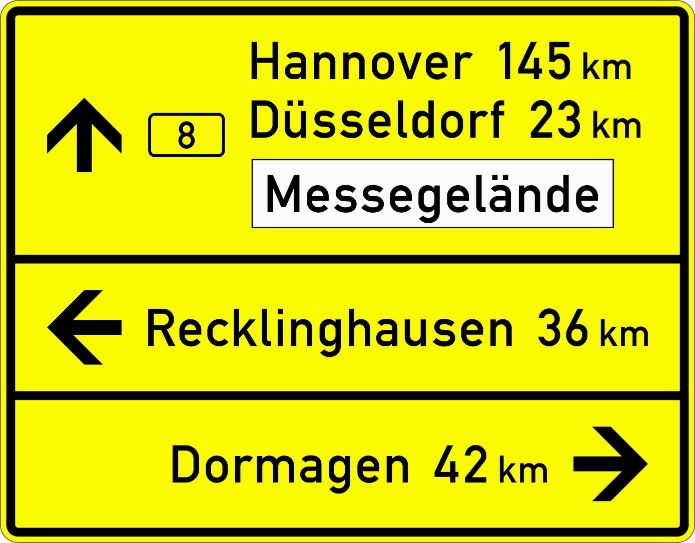 Hannover 145 km
8 Düsseldorf 23 km
Messegelände
Recklinghausen 36 km
Dormagen 42 km